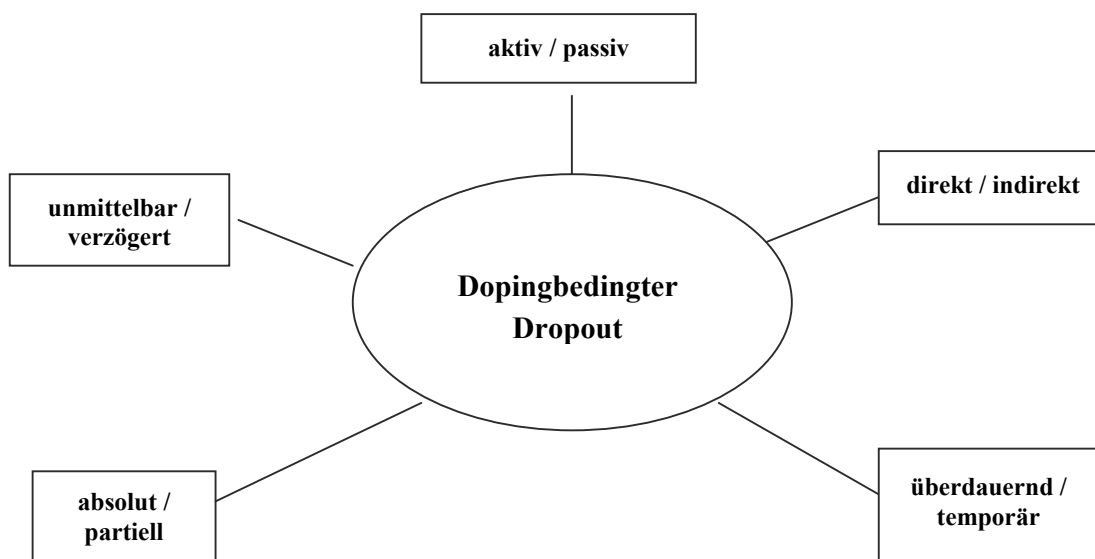 aktiv / passiv
direkt / indirekt
unmittelbar /
verzögert
Dopingbedingter
Dropout
absolut /
partiell
überdauernd /
temporär